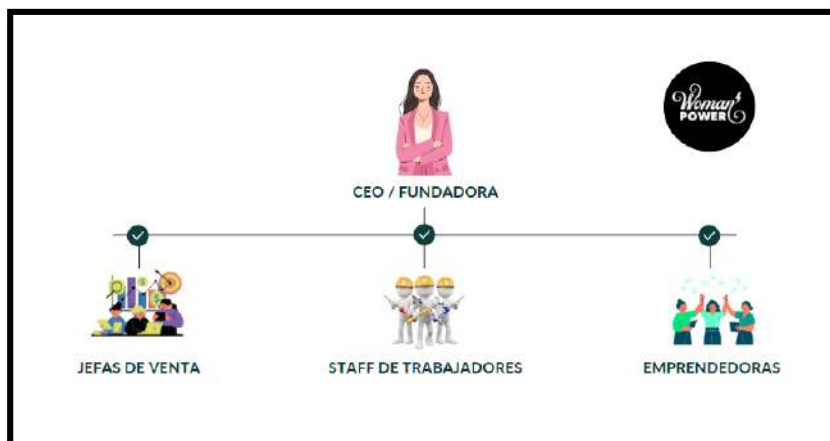 Woman's
POWER
CEO / FUNDADORA
JEFAS DE VENTA
STAFF DE TRABAJADORES
EMPRENDEDORAS